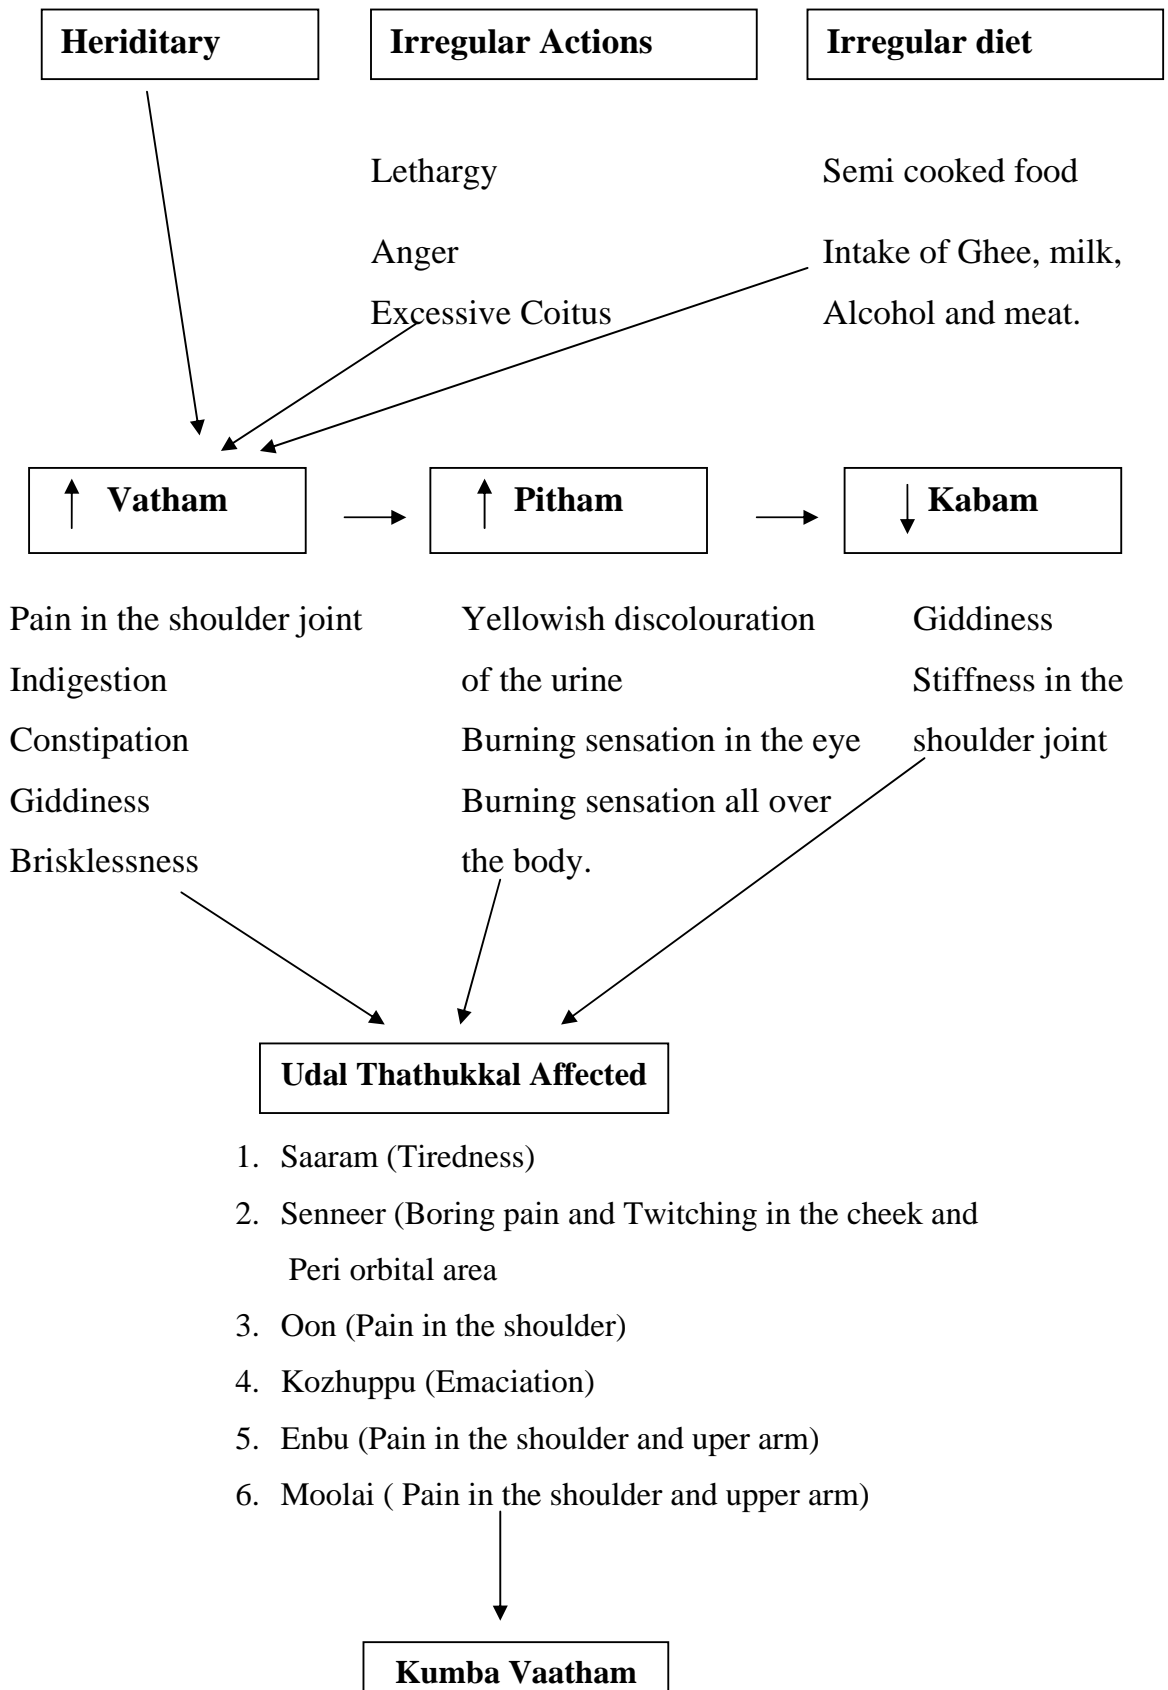 Heriditary
Irregular Actions
Irregular diet
Lethargy
Anger
Excessive Coitus
Semi cooked food
Intake of Ghee, milk,
Alcohol and meat.
Vatham
Pitham
Kabam
Pain in the shoulder joint
Indigestion
Constipation
Giddiness
Brisklessness
Yellowish discolouration
of the urine
Burning sensation in the eye
Burning sensation all over
the body.
Giddiness
Stiffness in the
shoulder joint
Udal Thathukkal Affected
1. Saaram (Tiredness)
2. Senneer (Boring pain and Twitching in the cheek and
Peri orbital area
3. Oon (Pain in the shoulder)
4. Kozhuppu (Emaciation)
5. Enbu (Pain in the shoulder and uper arm)
6. Moolai ( Pain in the shoulder and upper arm)
Kumba Vaatham